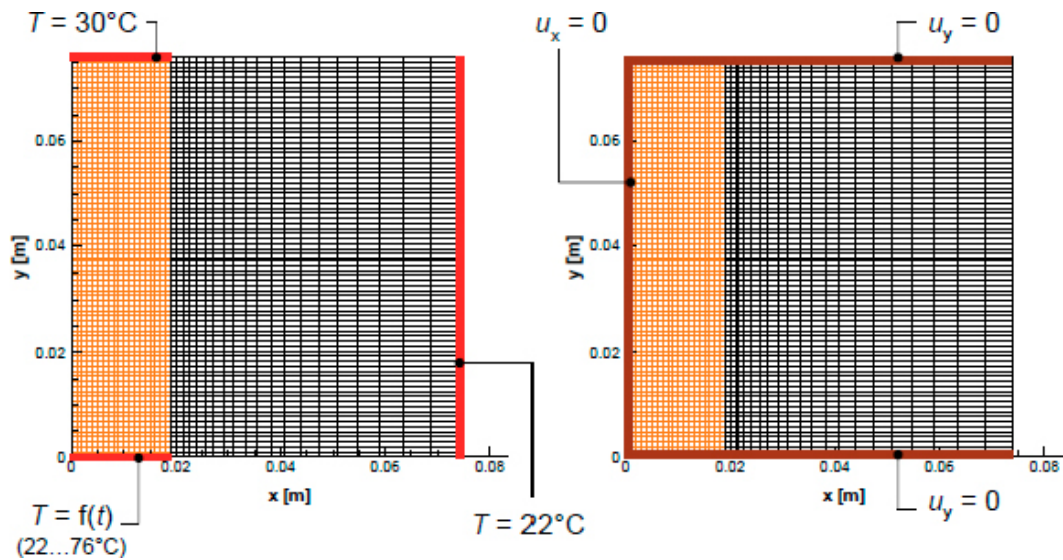 T = 30°C
u_x = 0
u_y = 0
0.06
0.04
0.02
0
y [m]
0
0.02
0.04
0.06
0.08
x [m]
T = f(t)
(22...76°C)
T = 22°C
0.06
0.04
0.02
0
y [m]
0
0.02
0.04
0.06
0.08
x [m]
u_y = 0